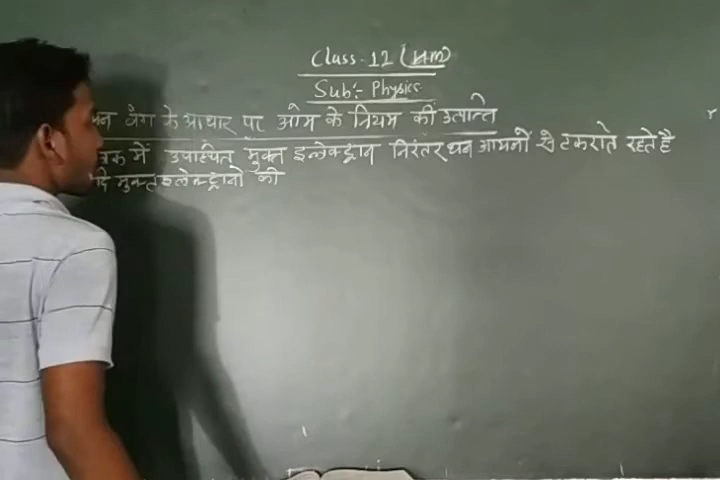 Class-12 (HM)
Sub:- Physics
वेग के आधार पर ओम के नियम की उत्पत्ति
में उपस्थित मुक्त इलेक्ट्रान निरंतर धन आयनों से टकराते रहते है
मुक्त इलेक्ट्रानो की